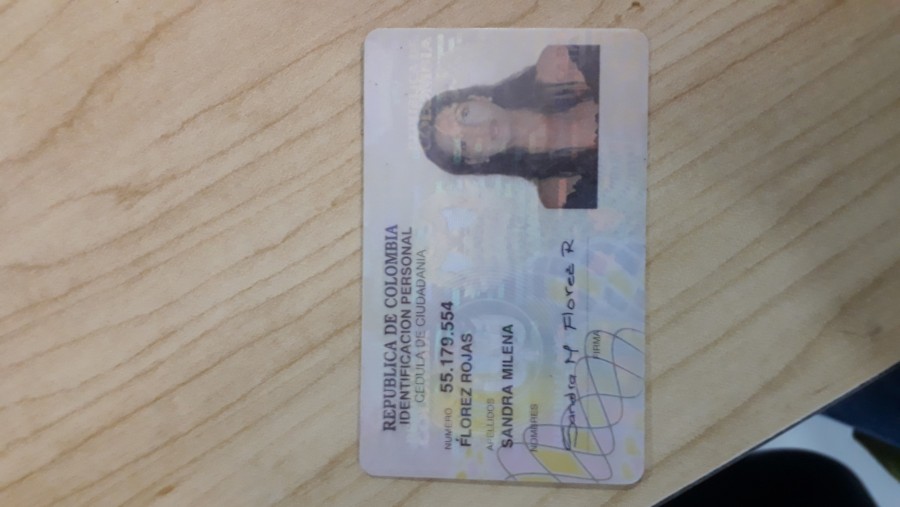 REPUBLICA DE COLOMBIA
IDENTIFICACION PERSONAL
CEDULA DE CIUDADANIA
NUMERO 55.179.554
FLOREZ ROJAS
APELLIDOS
SANDRA MILENA
NOMBRES
Sandra M Florez R
FIRMA